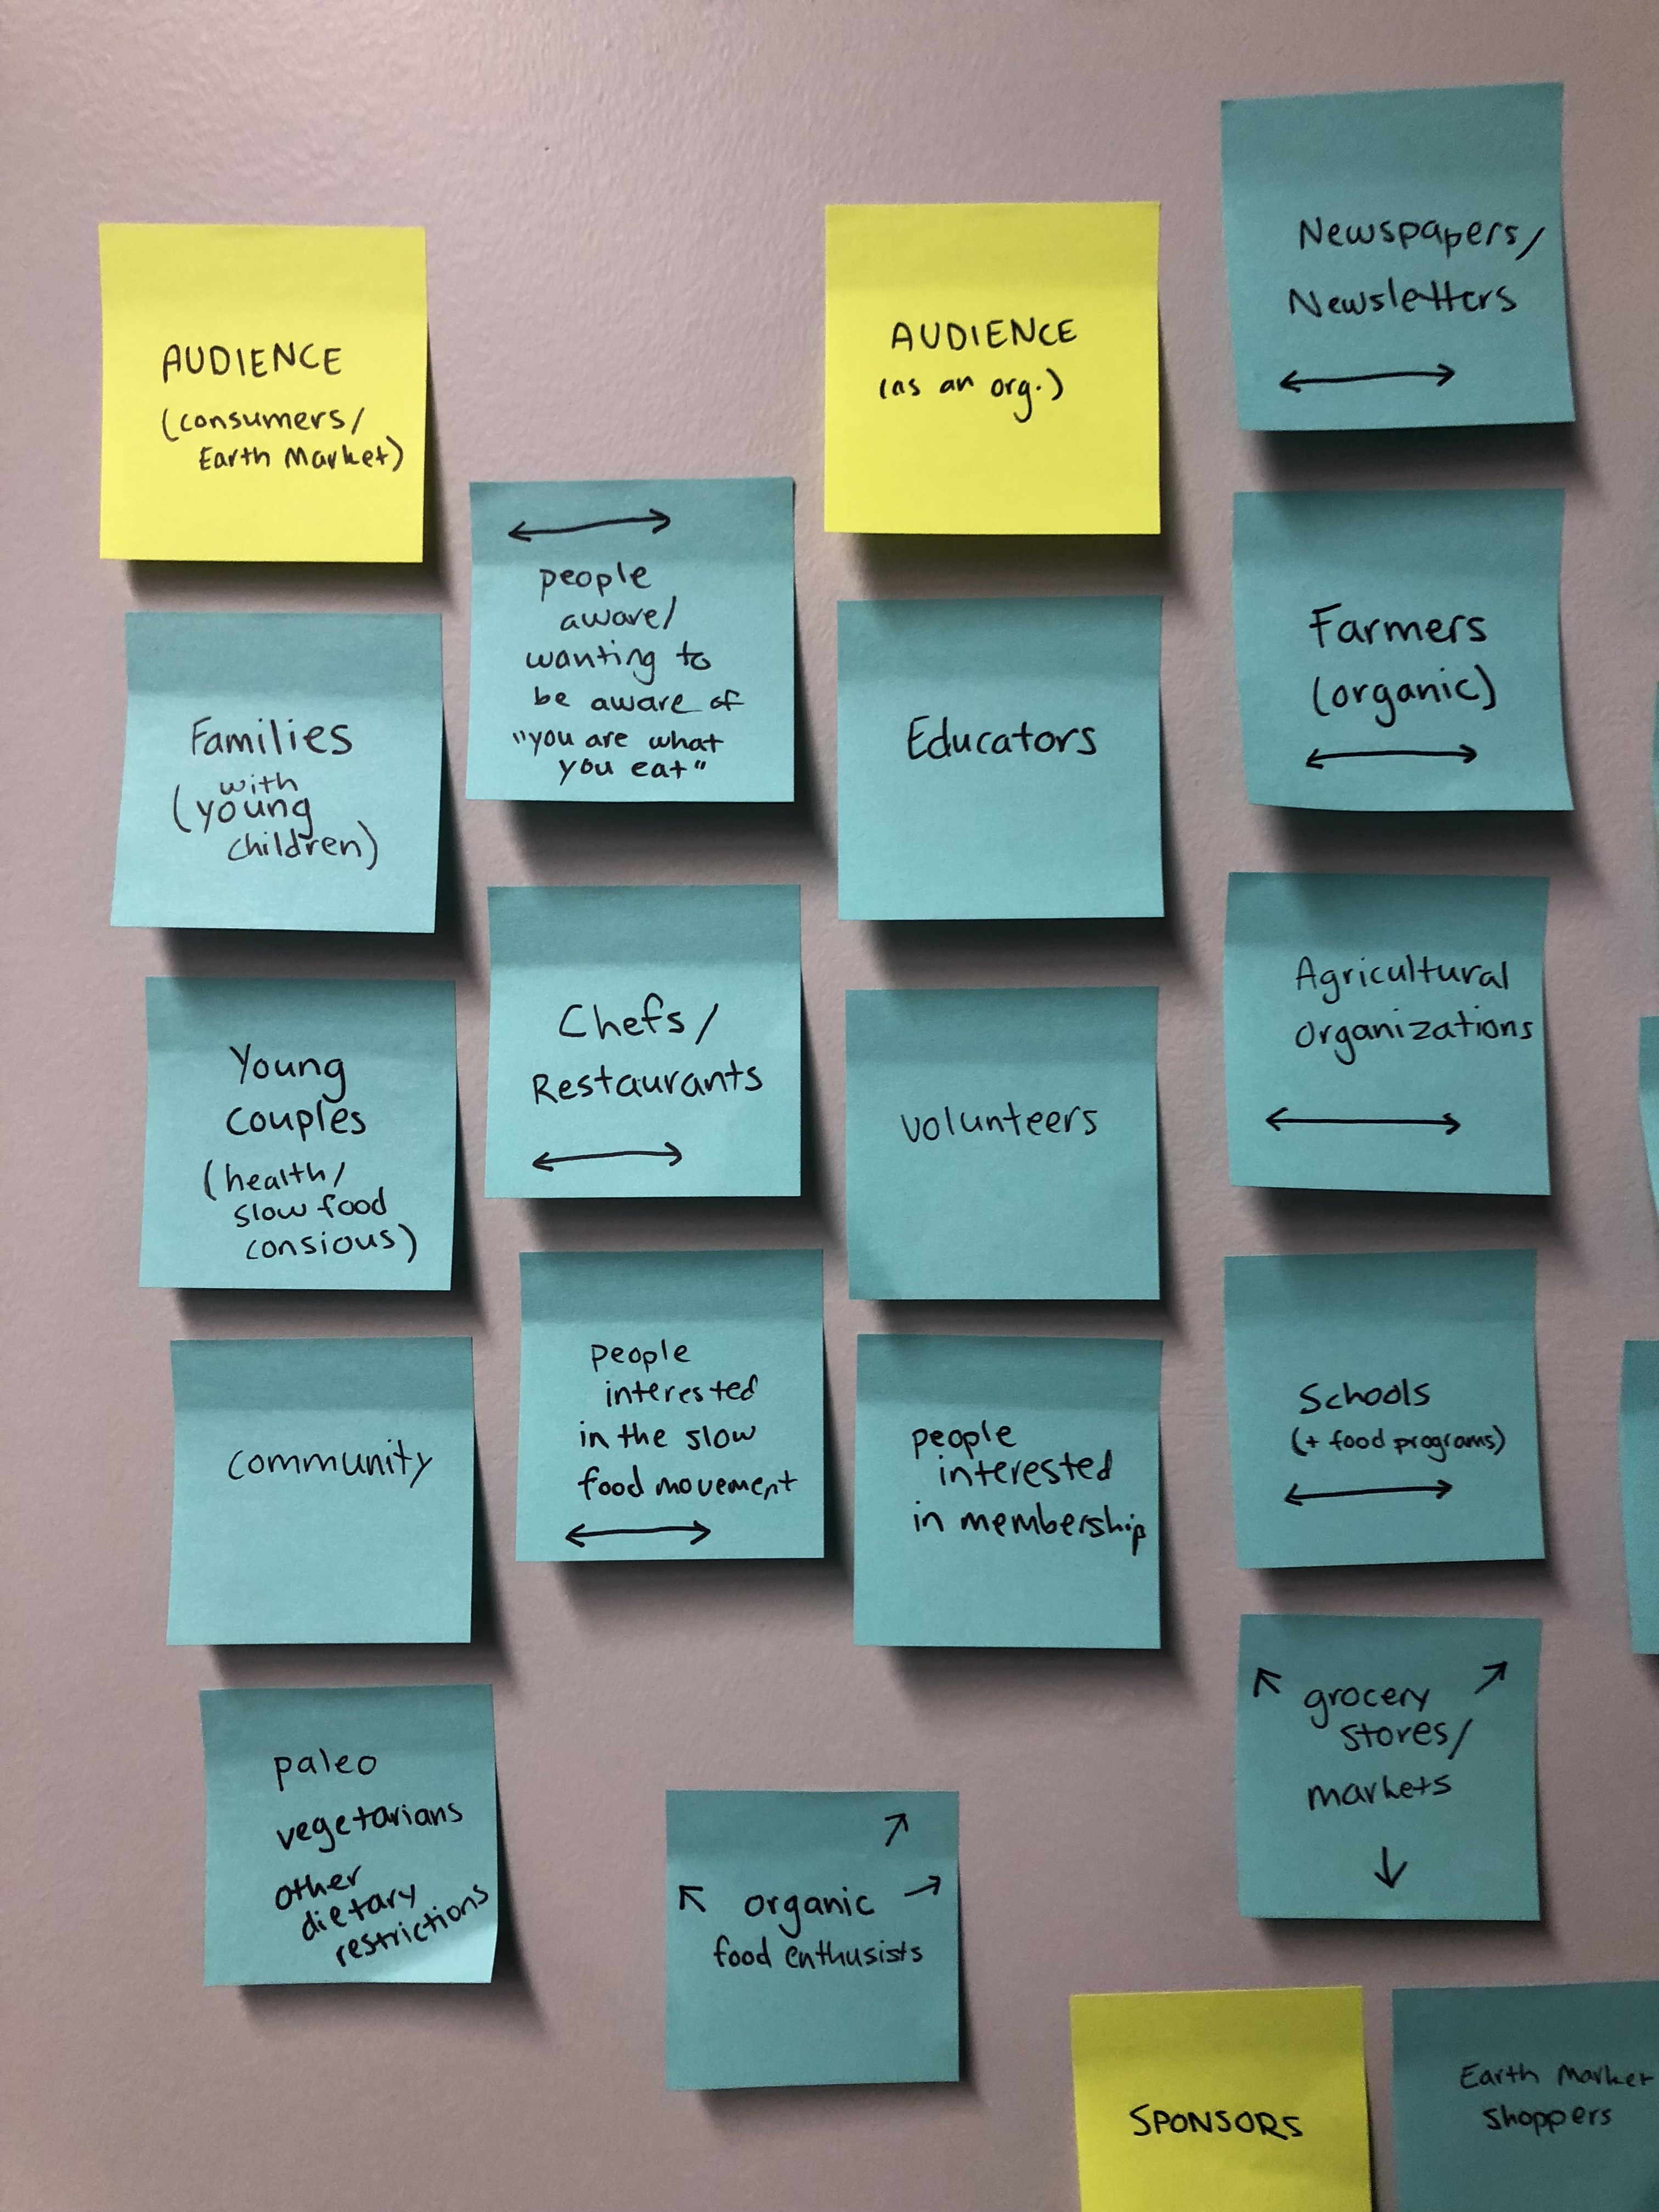 AUDIENCE
(consumers/
Earth Market)
Families
with
(young
children)
Young
couples
(health/
slow food
consious)
community
paleo
vegetarians
other
dietary
restrictions
people
aware/
wanting to
be aware of
"you are what
you eat"
Chefs/
Restaurants
people
interested
in the slow
food movement
organic
food enthusists
AUDIENCE
(as an org.)
Educators
volunteers
people
interested
in membership
Newspapers/
Newsletters
Farmers
(organic)
Agricultural
organizations
Schools
(+ food programs)
grocery
stores/
markets
SPONSORS
Earth Market
shoppers